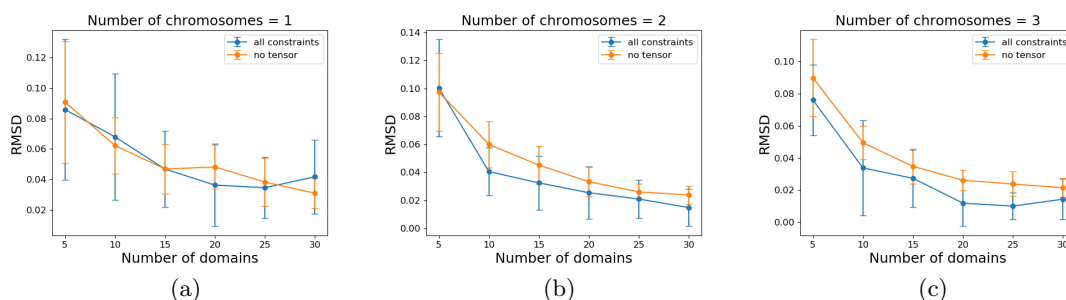 Number of chromosomes = 1
all constraints
no tensor
0.12
0.10
0.08
0.06
0.04
0.02
RMSD
5 10 15 20 25 30
Number of domains
(a)
Number of chromosomes = 2
all constraints
no tensor
0.14
0.12
0.10
0.08
0.06
0.04
0.02
0.00
RMSD
5 10 15 20 25 30
Number of domains
(b)
Number of chromosomes = 3
all constraints
no tensor
0.10
0.08
0.06
0.04
0.02
0.00
RMSD
5 10 15 20 25 30
Number of domains
(c)